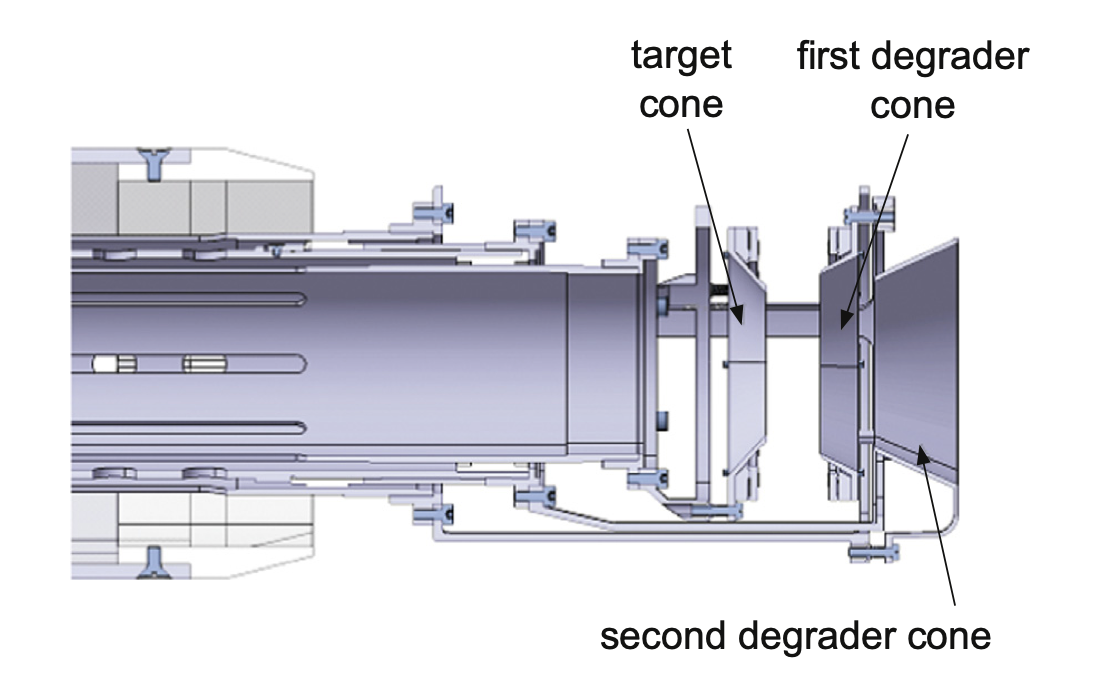 target
cone
first degrader
cone
second degrader cone